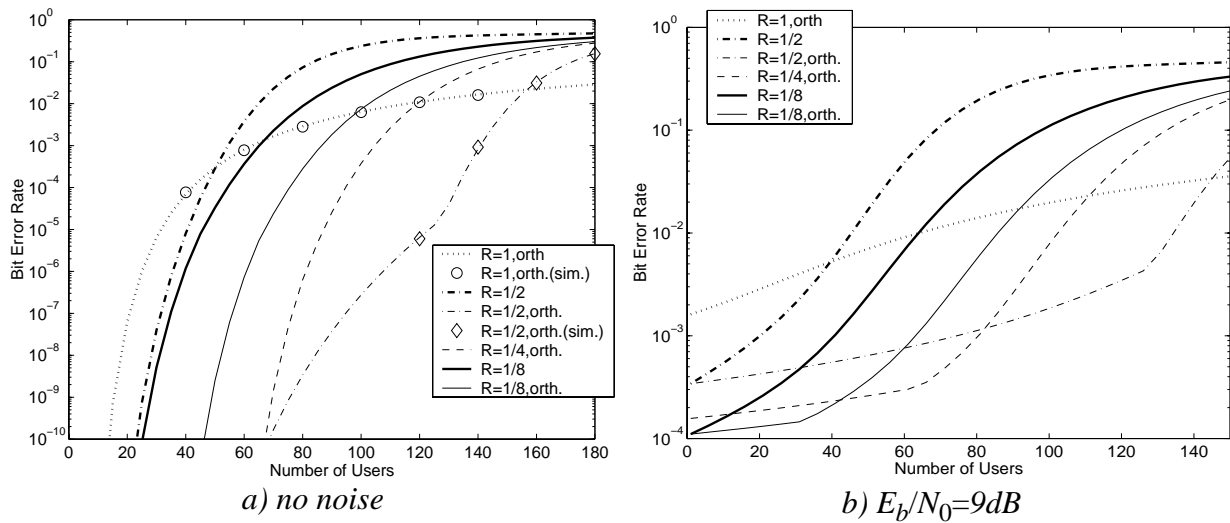 10^0
10^-1
10^-2
10^-3
10^-4
10^-5
10^-6
10^-7
10^-8
10^-9
10^-10
Bit Error Rate
R=1,orth
R=1,orth.(sim.)
R=1/2
R=1/2,orth.
R=1/2,orth.(sim.)
R=1/4,orth.
R=1/8
R=1/8,orth.
0 20 40 60 80 100 120 140 160 180
Number of Users
a) no noise
R=1,orth
R=1/2
R=1/2,orth.
R=1/4,orth.
R=1/8
R=1/8,orth.
10^0
10^-1
10^-2
10^-3
10^-4
Bit Error Rate
0 20 40 60 80 100 120 140
Number of Users
b) E_b/N_0=9dB